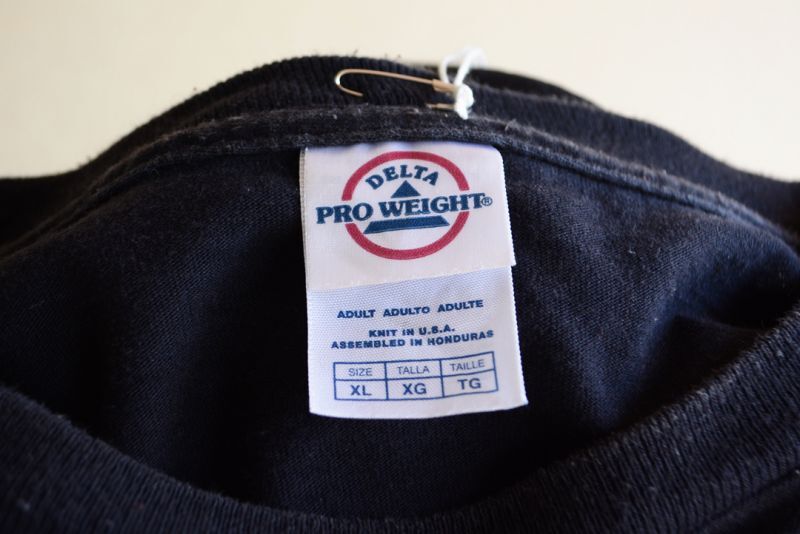 DELTA
PRO WEIGHT®
ADULT ADULTO ADULTE
KNIT IN U.S.A.
ASSEMBLED IN HONDURAS
SIZE TALLA TAILLE
XL XG TG